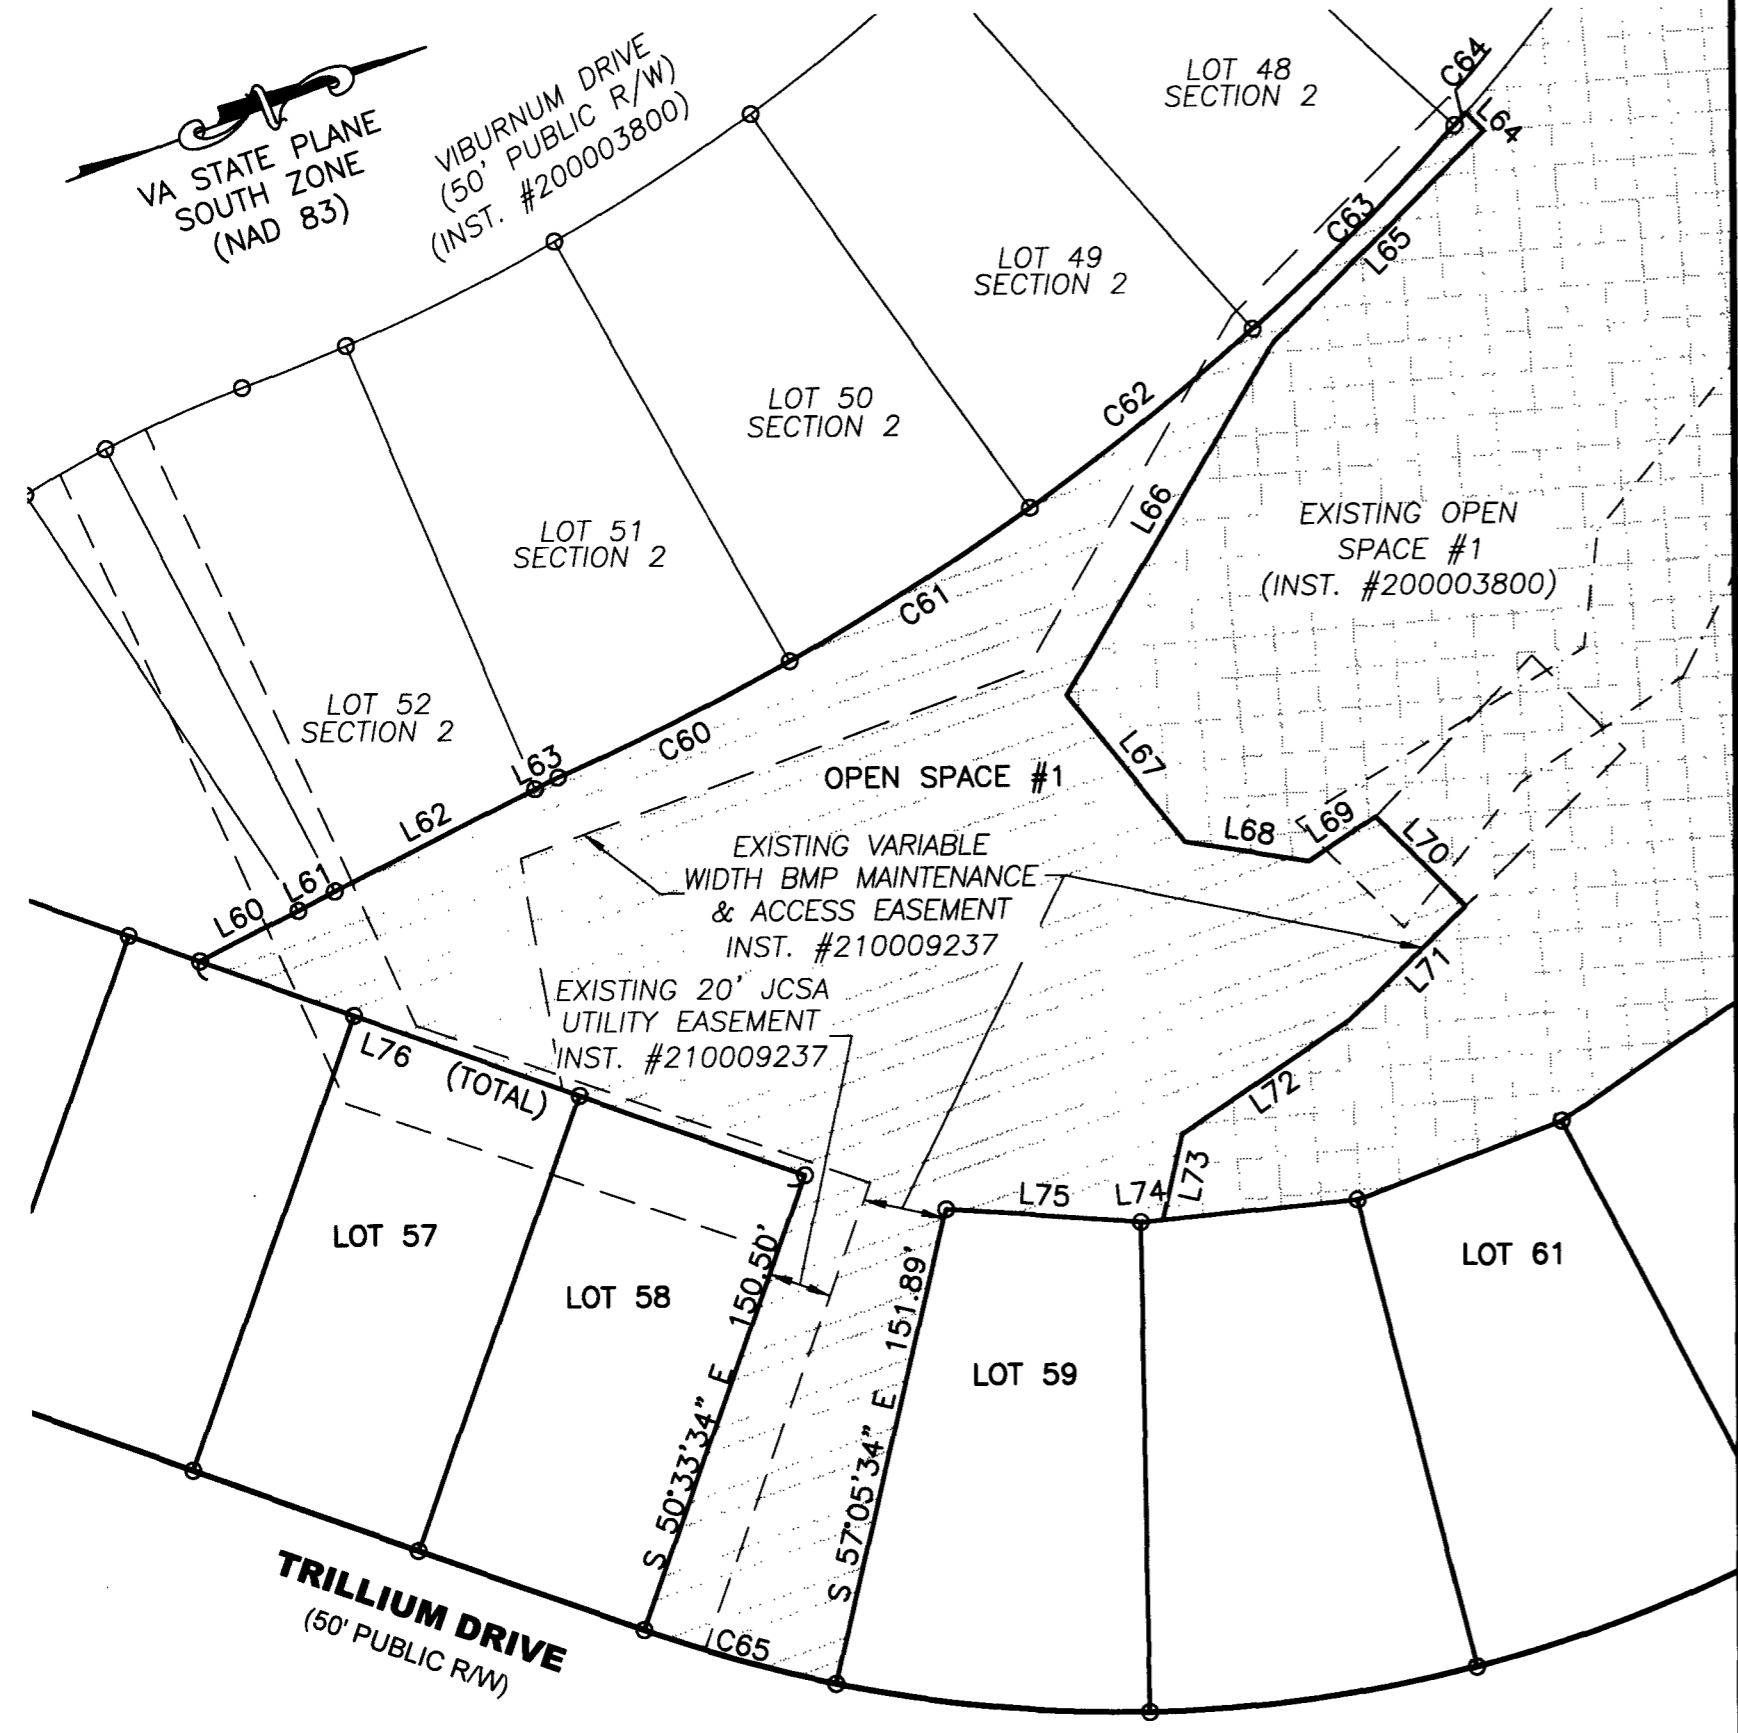 VA STATE PLANE
SOUTH ZONE
(NAD 83)
VIBURNUM DRIVE
(50' PUBLIC R/W)
(INST. #200003800)
LOT 48
SECTION 2
C64
L64
C63
L65
LOT 49
SECTION 2
C62
LOT 50
SECTION 2
L66
EXISTING OPEN
SPACE #1
(INST. #200003800)
LOT 51
SECTION 2
C61
LOT 52
SECTION 2
L63
C60
L67
OPEN SPACE #1
L62
L68
L69
L70
EXISTING VARIABLE
WIDTH BMP MAINTENANCE
& ACCESS EASEMENT
INST. #210009237
L61
L60
L71
EXISTING 20' JCSA
UTILITY EASEMENT
INST. #210009237
L76 (TOTAL)
L72
L73
L75
L74
LOT 57
LOT 58
S 50°33'34" E 150.50'
S 57°05'34" E 151.89'
LOT 59
LOT 61
TRILLIUM DRIVE
(50' PUBLIC R/W)
C65